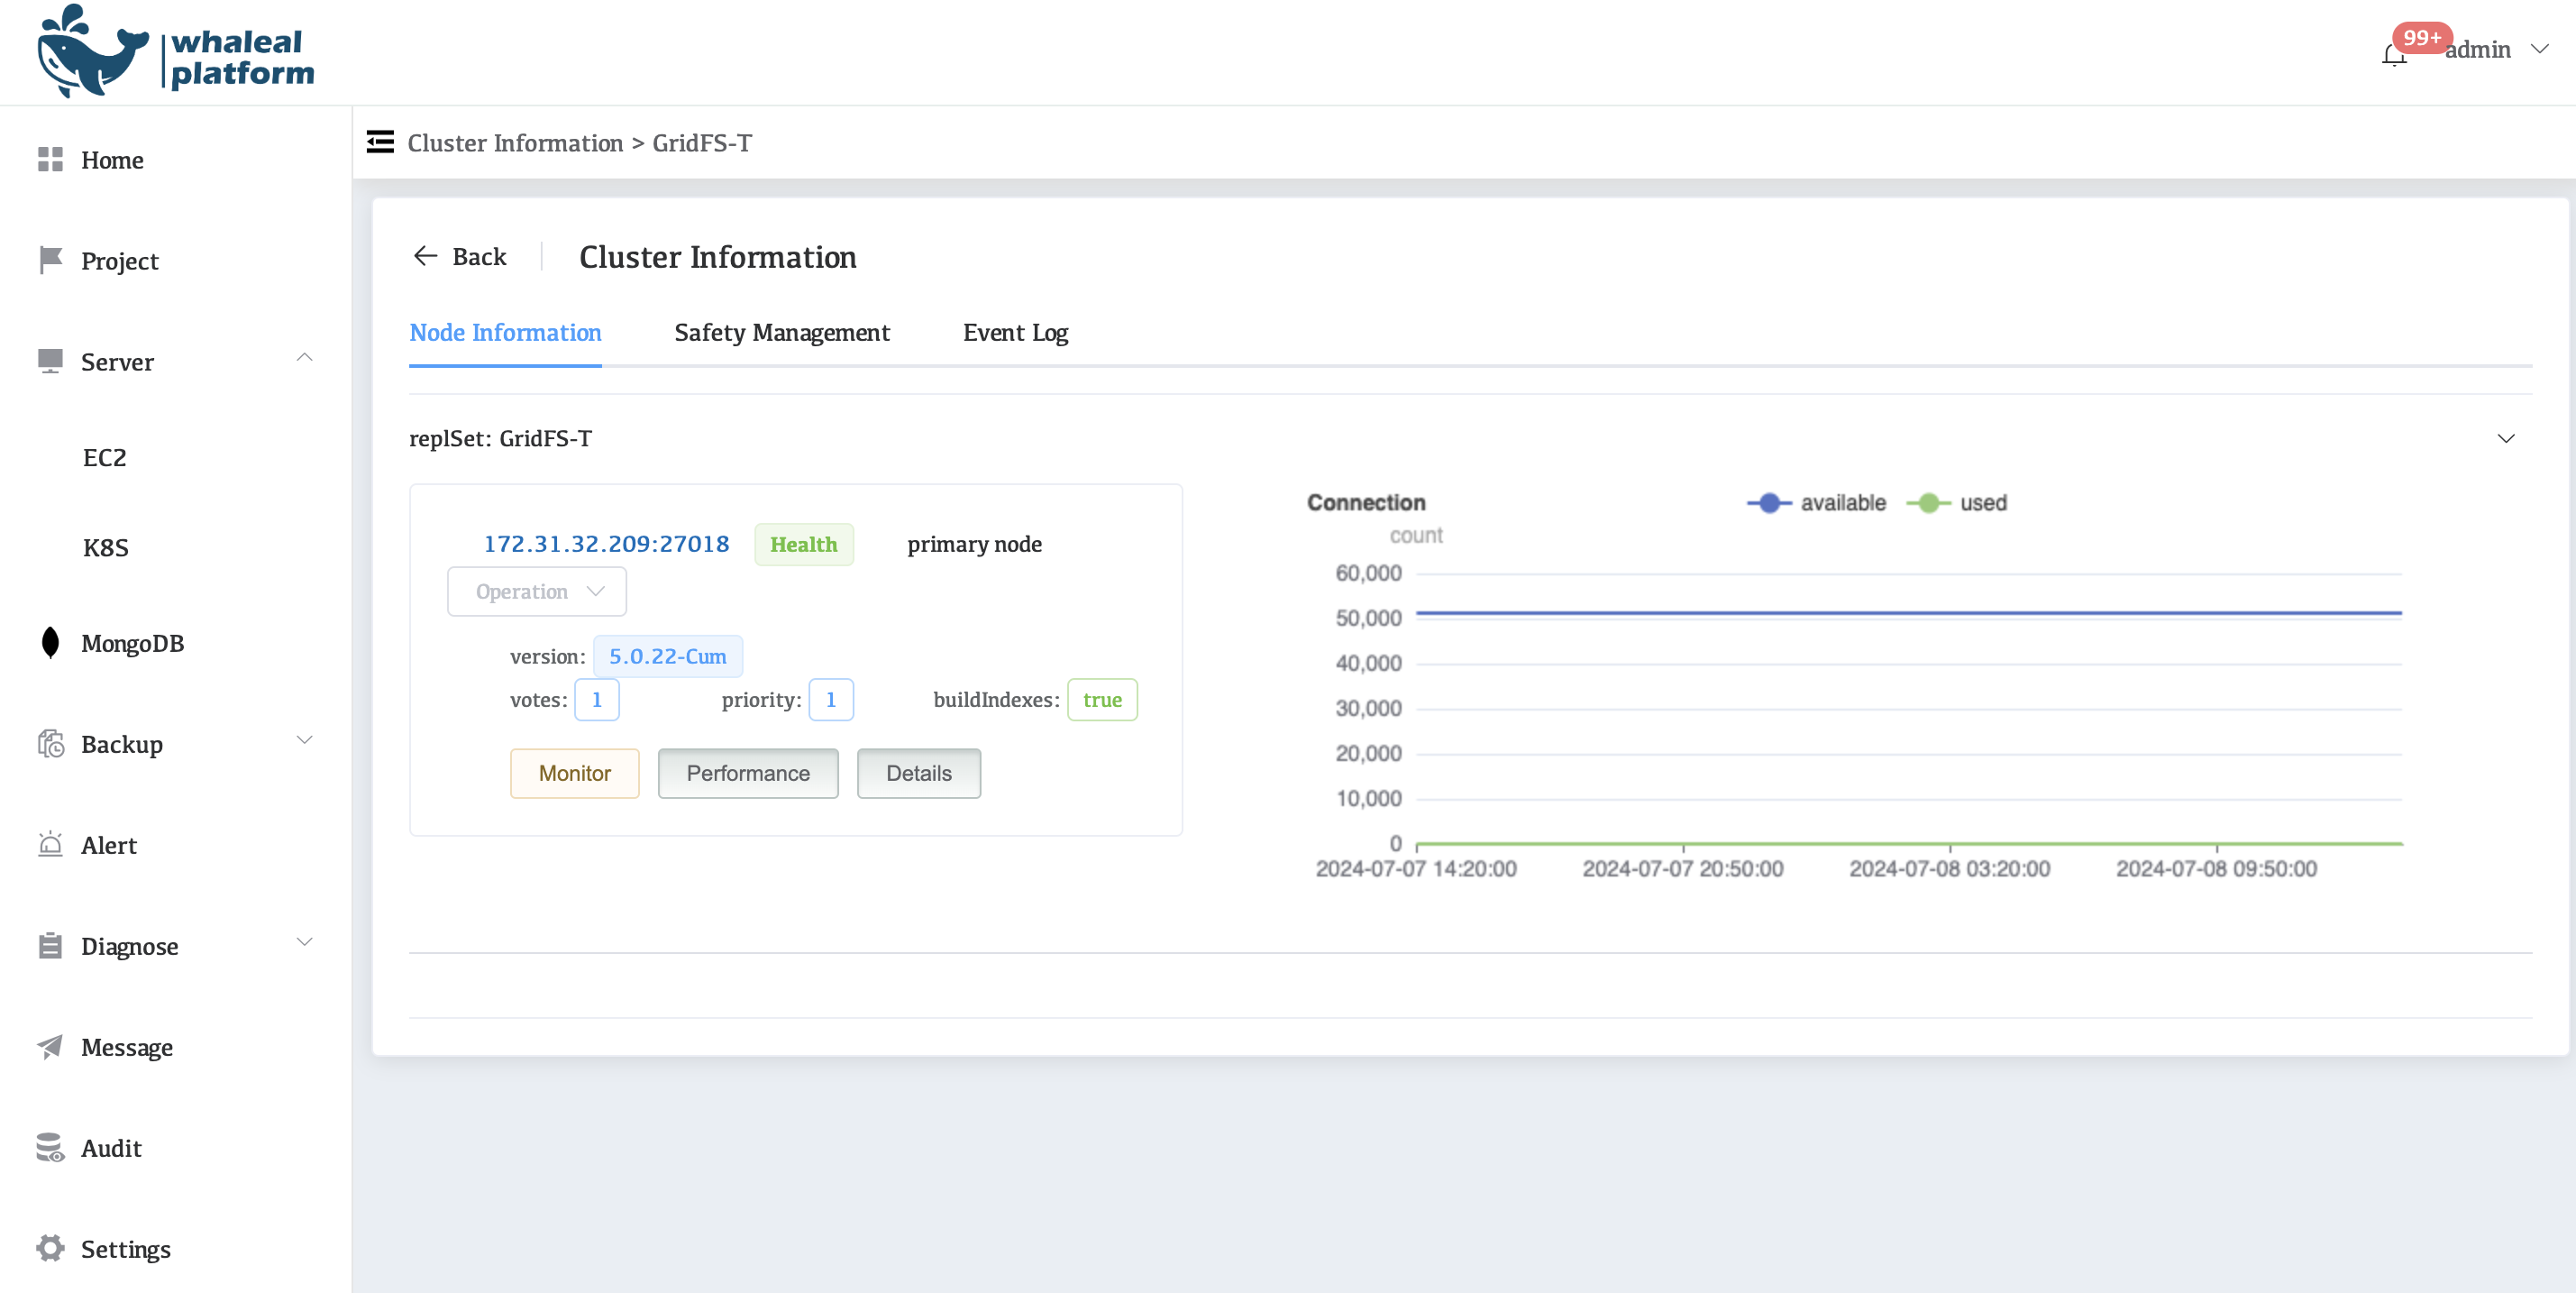 whaleal
platform
99+
admin
Home
Project
Server
EC2
K8S
MongoDB
Backup
Alert
Diagnose
Message
Audit
Settings
Cluster Information > GridFS-T
Back
Cluster Information
Node Information Safety Management Event Log
replSet: GridFS-T
172.31.32.209:27018 Health primary node
Operation
version: 5.0.22-Cum
votes: 1 priority: 1 buildIndexes: true
Monitor Performance Details
Connection available used
count
60,000
50,000
40,000
30,000
20,000
10,000
0
2024-07-07 14:20:00 2024-07-07 20:50:00 2024-07-08 03:20:00 2024-07-08 09:50:00